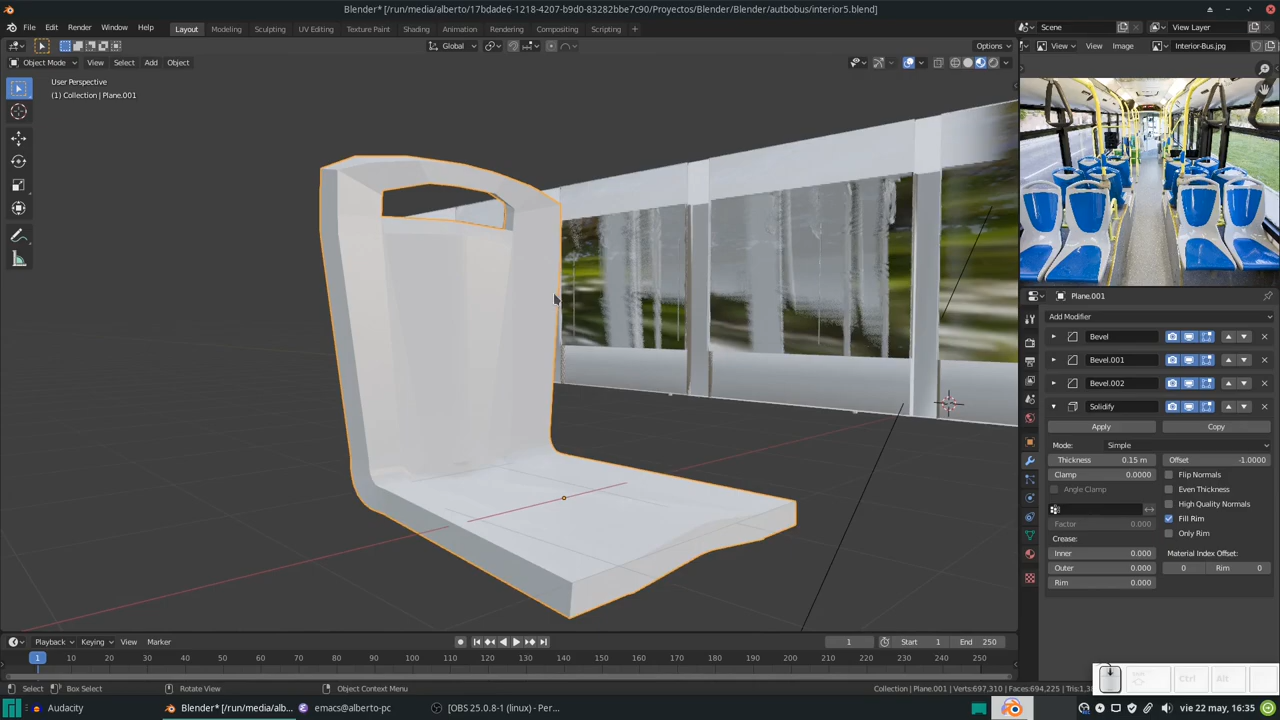 Blender* [/run/media/alberto/17bdade6-1218-4207-b9d0-83282bbe7c90/Proyectos/Blender/Blender/autbobus/interior5.blend]
File Edit Render Window Help Layout Modeling Sculpting UV Editing Texture Paint Shading Animation Rendering Compositing Scripting + Scene View Layer
Global Options View View Image Interior-Bus.jpg
Object Mode View Select Add Object
User Perspective
(1) Collection | Plane.001
Plane.001
Add Modifier
Bevel
Bevel.001
Bevel.002
Solidify
Apply Copy
Mode: Simple
Thickness 0.15 m Offset -1.0000
Clamp 0.0000 Flip Normals
Angle Clamp Even Thickness
High Quality Normals
Factor 0.000 Fill Rim
Crease: Only Rim
Inner 0.000 Material Index Offset:
Outer 0.000 0 Rim 0
Rim 0.000
Playback Keying View Marker 1 Start 1 End 250
1 10 20 30 40 50 60 70 80 90 100 110 120 130 140 150 160 170 180 190 200 210 220 230 240 250
Select Box Select Rotate View Object Context Menu Collection | Plane.001 | Verts:697,310 | Faces:694,225 | Tris:1,3
Ctrl Alt
Audacity Blender* [/run/media/alb... emacs@alberto-pc [OBS 25.0.8-1 (linux) - Per... vie 22 may, 16:35